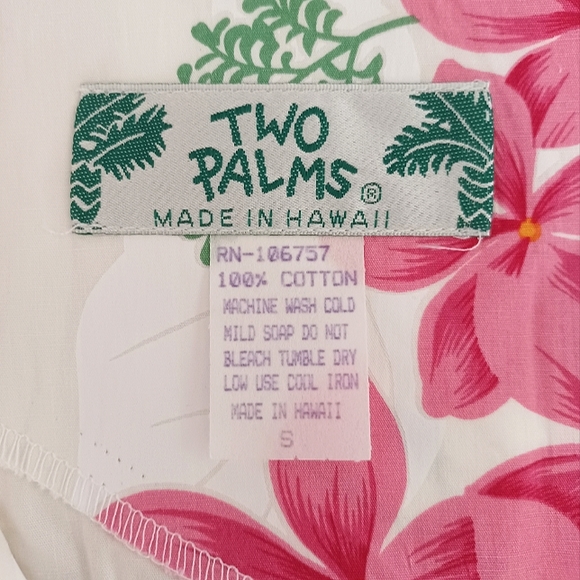 TWO
PALMS®
MADE IN HAWAII
RN-106757
100% COTTON
MACHINE WASH COLD
MILD SOAP DO NOT
BLEACH TUMBLE DRY
LOW USE COOL IRON
MADE IN HAWAII
S